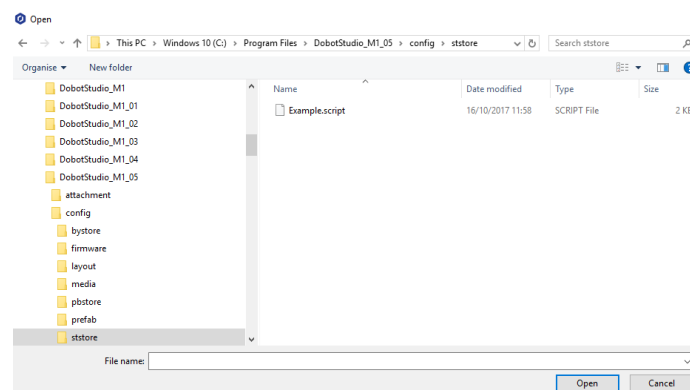 Open
This PC > Windows 10 (C:) > Program Files > DobotStudio_M1_05 > config > ststore
Search ststore
Organise New folder
Name Date modified Type Size
Example.script 16/10/2017 11:58 SCRIPT File 2 KB
DobotStudio_M1
DobotStudio_M1_01
DobotStudio_M1_02
DobotStudio_M1_03
DobotStudio_M1_04
DobotStudio_M1_05
attachment
config
bystore
firmware
layout
media
pbstore
prefab
ststore
File name:
Open Cancel